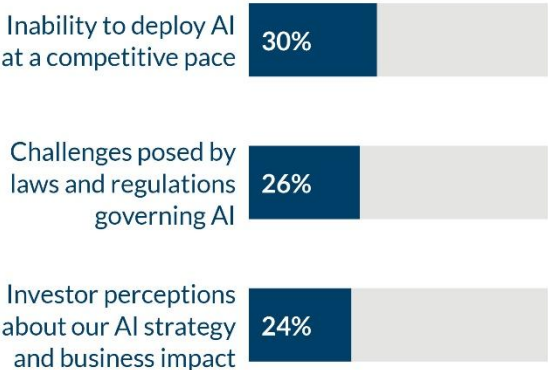 Inability to deploy AI
at a competitive pace
30%
Challenges posed by
laws and regulations
governing AI
26%
Investor perceptions
about our AI strategy
and business impact
24%